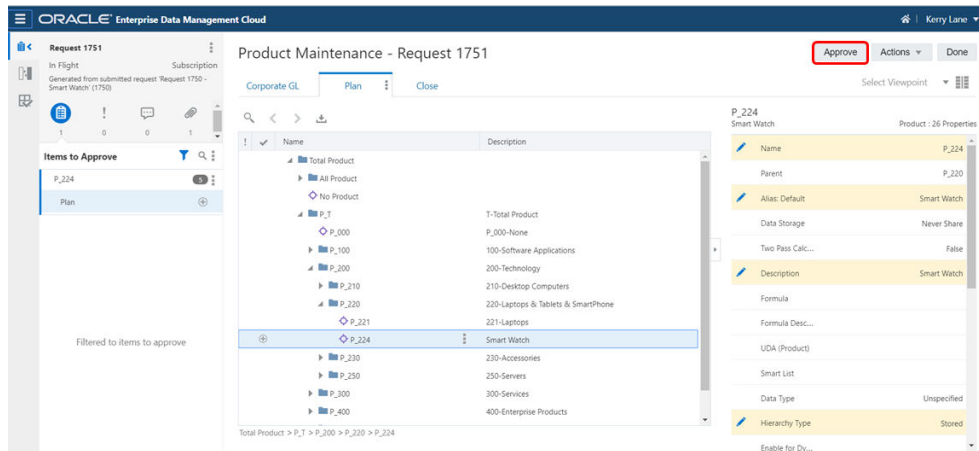 ORACLE® Enterprise Data Management Cloud
Kerry Lane
Request 1751
In Flight Subscription
Generated from submitted request 'Request 1750 -
Smart Watch' (1750)
1 0 0 1
Items to Approve
P_224 5
Plan
Filtered to items to approve
Product Maintenance - Request 1751
Approve Actions Done
Corporate GL Plan Close
Select Viewpoint
! Name Description
Total Product
All Product
No Product
P_T T-Total Product
P_000 P_000-None
P_100 100-Software Applications
P_200 200-Technology
P_210 210-Desktop Computers
P_220 220-Laptops & Tablets & SmartPhone
P_221 221-Laptops
P_224 Smart Watch
P_230 230-Accessories
P_250 250-Servers
P_300 300-Services
P_400 400-Enterprise Products
Total Product > P_T > P_200 > P_220 > P_224
P_224
Smart Watch Product : 26 Properties
Name P_224
Parent P_220
Alias: Default Smart Watch
Data Storage Never Share
Two Pass Calc... False
Description Smart Watch
Formula
Formula Desc...
UDA (Product)
Smart List
Data Type Unspecified
Hierarchy Type Stored
Enable for Dy...